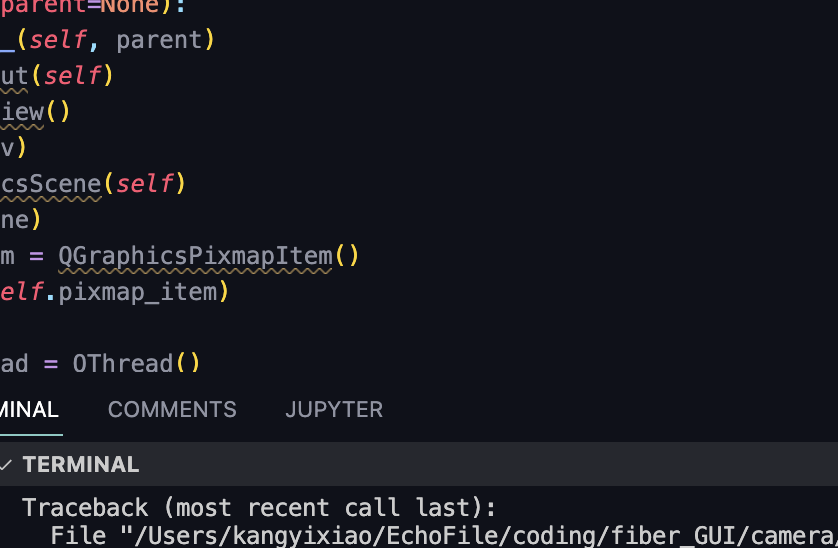 parent=None):
_(self, parent)
ut(self)
iew()
v)
csScene(self)
ne)
m = QGraphicsPixmapItem()
elf.pixmap_item)
ad = QThread()
MINAL COMMENTS JUPYTER
TERMINAL
Traceback (most recent call last):
File "/Users/kangyixiao/EchoFile/coding/fiber_GUI/camera/